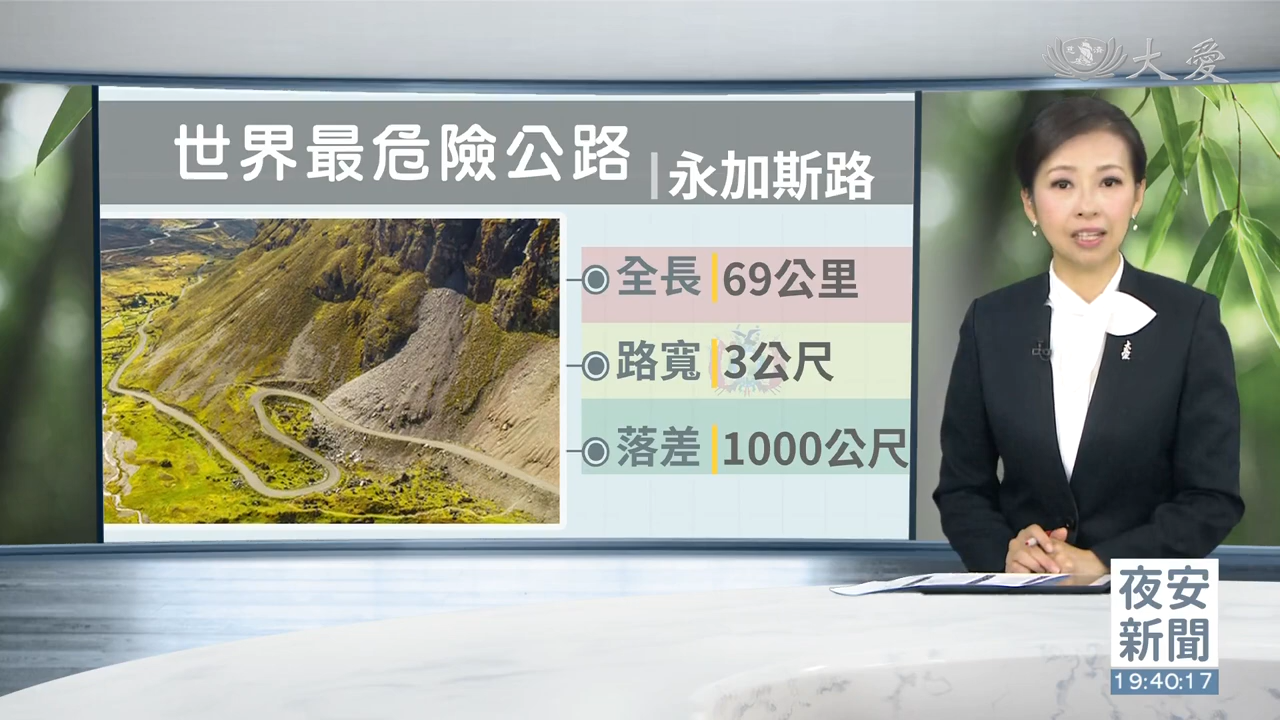 大愛
世界最危險公路
永加斯路
全長 69公里
路寬 3公尺
落差 1000公尺
夜安
新聞
19:40:17